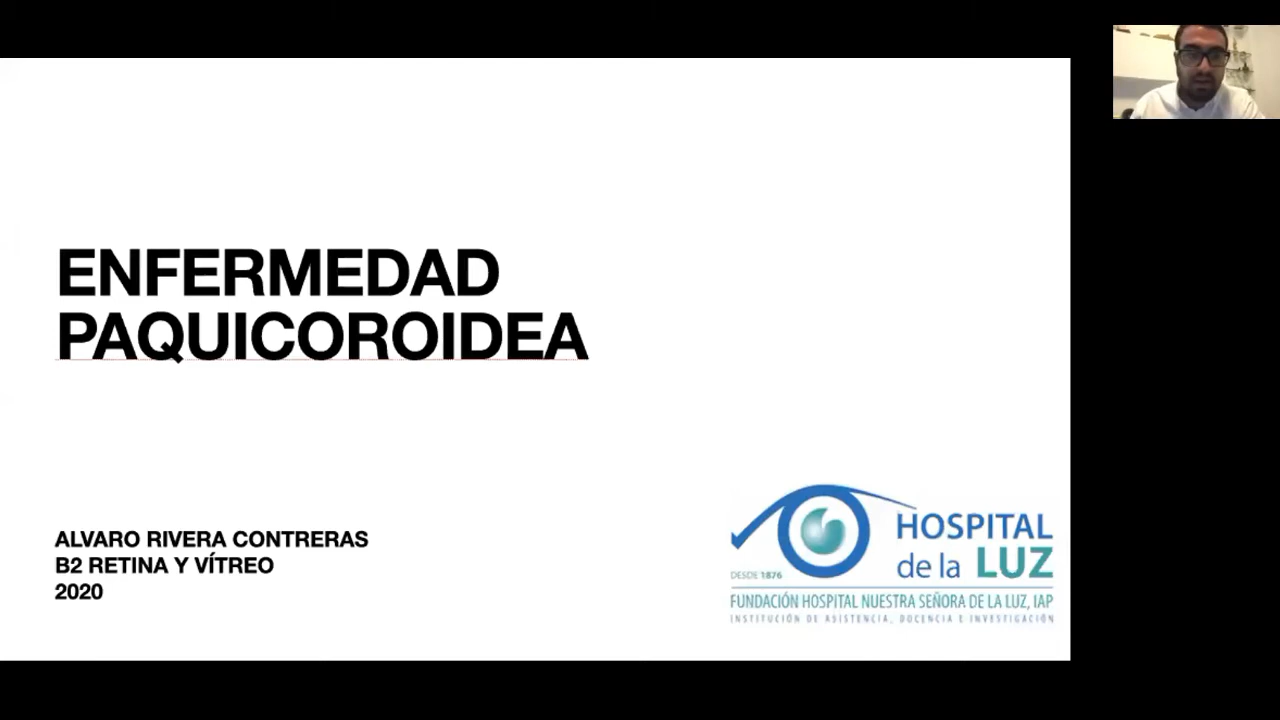 ENFERMEDAD
PAQUICOROIDEA
ALVARO RIVERA CONTRERAS
B2 RETINA Y VÍTREO
2020
HOSPITAL
de la LUZ
DESDE 1876
FUNDACIÓN HOSPITAL NUESTRA SEÑORA DE LA LUZ, IAP
INSTITUCIÓN DE ASISTENCIA, DOCENCIA E INVESTIGACIÓN